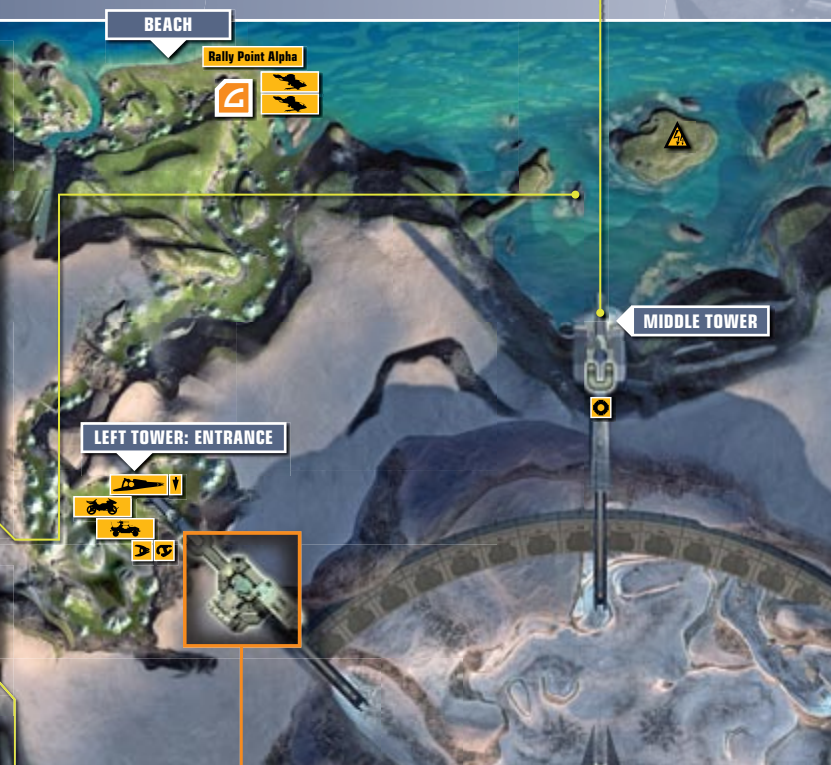 BEACH
Rally Point Alpha
MIDDLE TOWER
LEFT TOWER: ENTRANCE